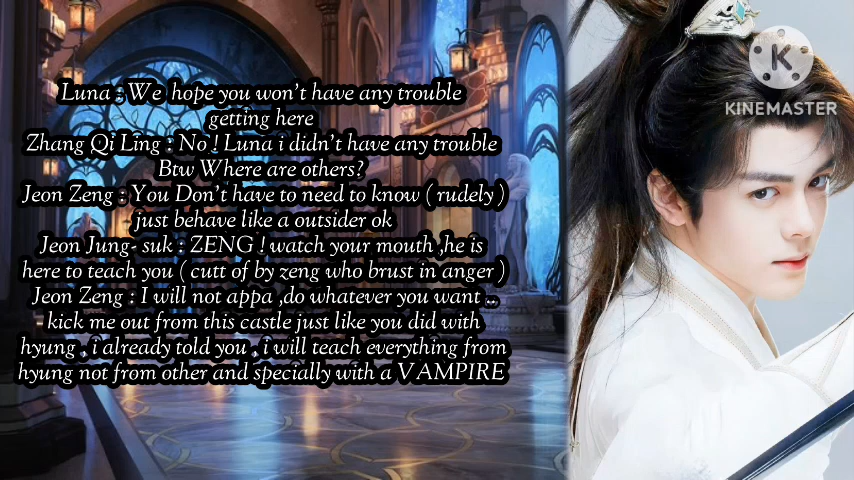 Luna : We hope you won't have any trouble
getting here
Zhang Qi Ling : No ! Luna i didn't have any trouble
Btw Where are others?
Jeon Zeng : You Don't have to need to know ( rudely )
just behave like a outsider ok
Jeon Jung- suk : ZENG ! watch your mouth ,he is
here to teach you ( cutt of by zeng who brust in anger )
Jeon Zeng : I will not appa ,do whatever you want ..
kick me out from this castle just like you did with
hyung , i already told you , i will teach everything from
hyung not from other and specially with a VAMPIRE
K
KINEMASTER